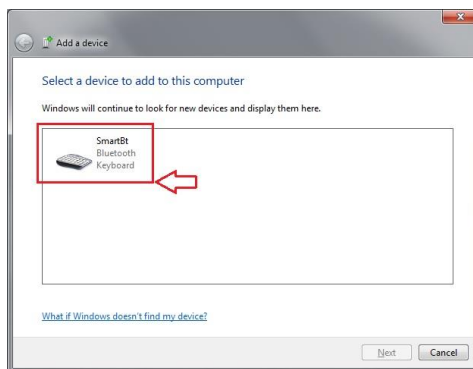 Add a device
Select a device to add to this computer
Windows will continue to look for new devices and display them here.
SmartBt
Bluetooth
Keyboard
What if Windows doesn't find my device?
Next
Cancel